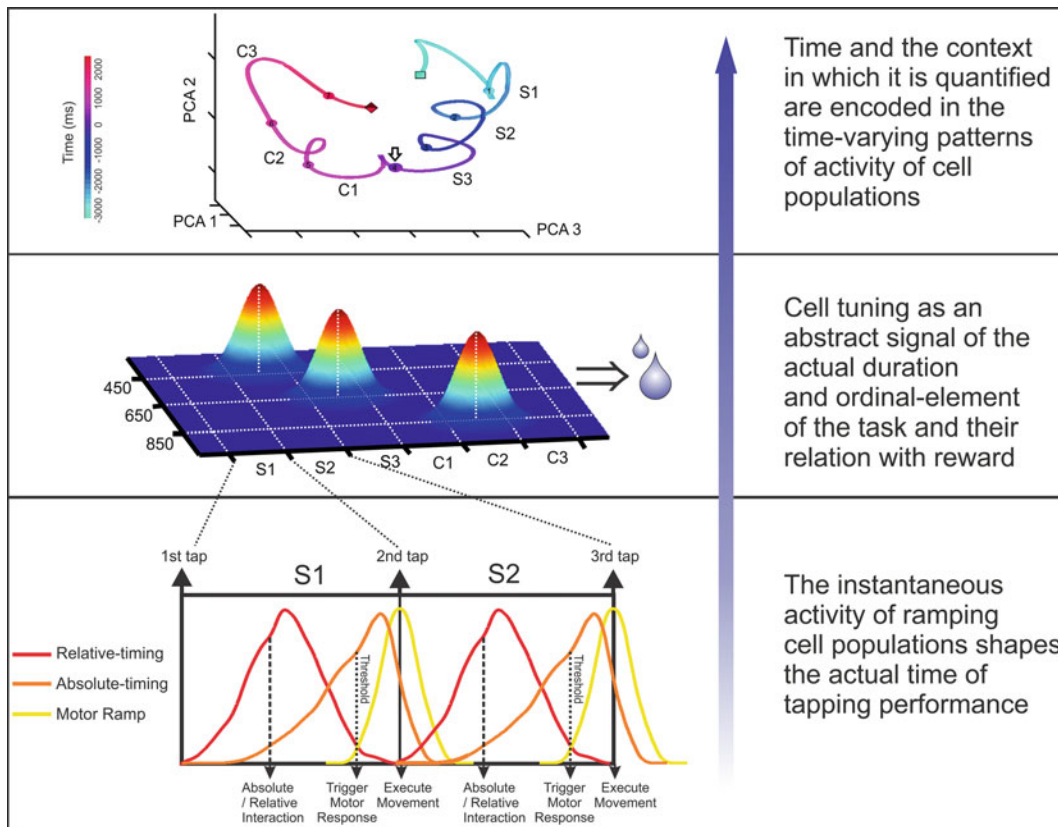 Time (ms)
2000
1000
0
-1000
-2000
-3000
PCA 2
PCA 1
PCA 3
C3
C2
C1
S1
S2
S3
Time and the context
in which it is quantified
are encoded in the
time-varying patterns
of activity of cell
populations
450
650
850
S1
S2
S3
C1
C2
C3
Cell tuning as an
abstract signal of the
actual duration
and ordinal-element
of the task and their
relation with reward
1st tap
2nd tap
3rd tap
S1
S2
Relative-timing
Absolute-timing
Motor Ramp
Threshold
Threshold
Absolute
/ Relative
Interaction
Trigger
Motor
Response
Execute
Movement
Absolute
/ Relative
Interaction
Trigger
Motor
Response
Execute
Movement
The instantaneous
activity of ramping
cell populations shapes
the actual time of
tapping performance